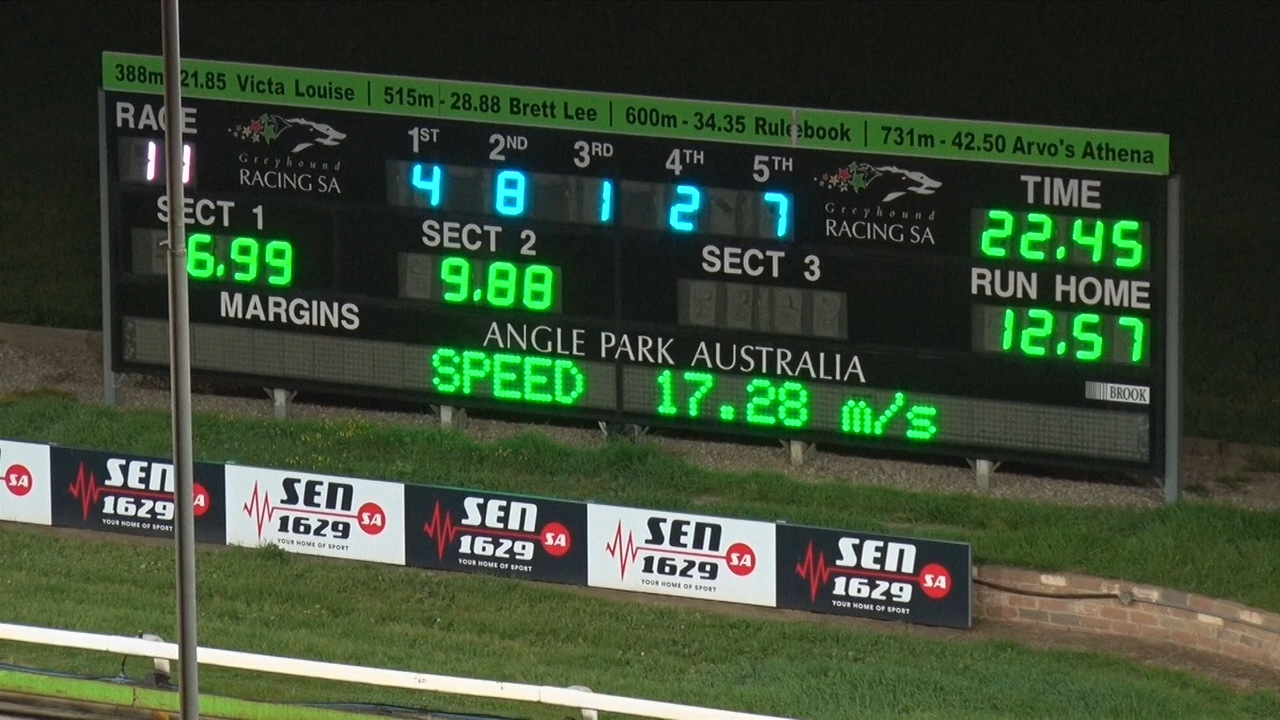 388m 21.85 Victa Louise | 515m - 28.88 Brett Lee | 600m - 34.35 Rulebook | 731m - 42.50 Arvo's Athena
RACE
11
Greyhound
RACING SA
1ST 2ND 3RD 4TH 5TH
4 8 1 2 7
Greyhound
RACING SA
TIME
22.45
SECT 1
6.99
SECT 2
9.88
SECT 3
RUN HOME
12.57
MARGINS
ANGLE PARK AUSTRALIA
SPEED 17.28 m/s
BROOK
SA
SEN
1629
SA
YOUR HOME OF SPORT
SEN
1629
SA
YOUR HOME OF SPORT
SEN
1629
SA
YOUR HOME OF SPORT
SEN
1629
SA
YOUR HOME OF SPORT
SEN
1629
SA
YOUR HOME OF SPORT